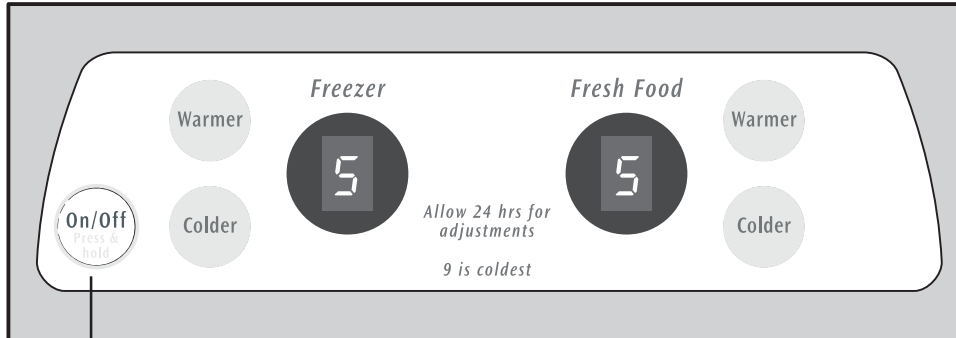 Freezer
Fresh Food
Warmer
Warmer
5
5
On/Off
Press &
hold
Colder
Allow 24 hrs for
adjustments
Colder
9 is coldest